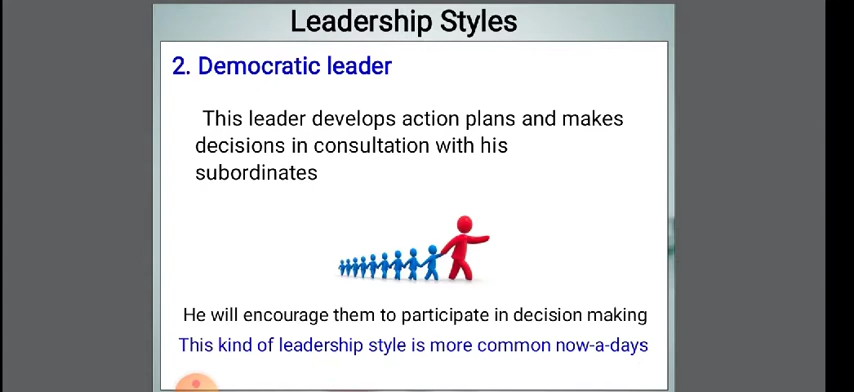 Leadership Styles
2. Democratic leader
This leader develops action plans and makes
decisions in consultation with his
subordinates
He will encourage them to participate in decision making
This kind of leadership style is more common now-a-days